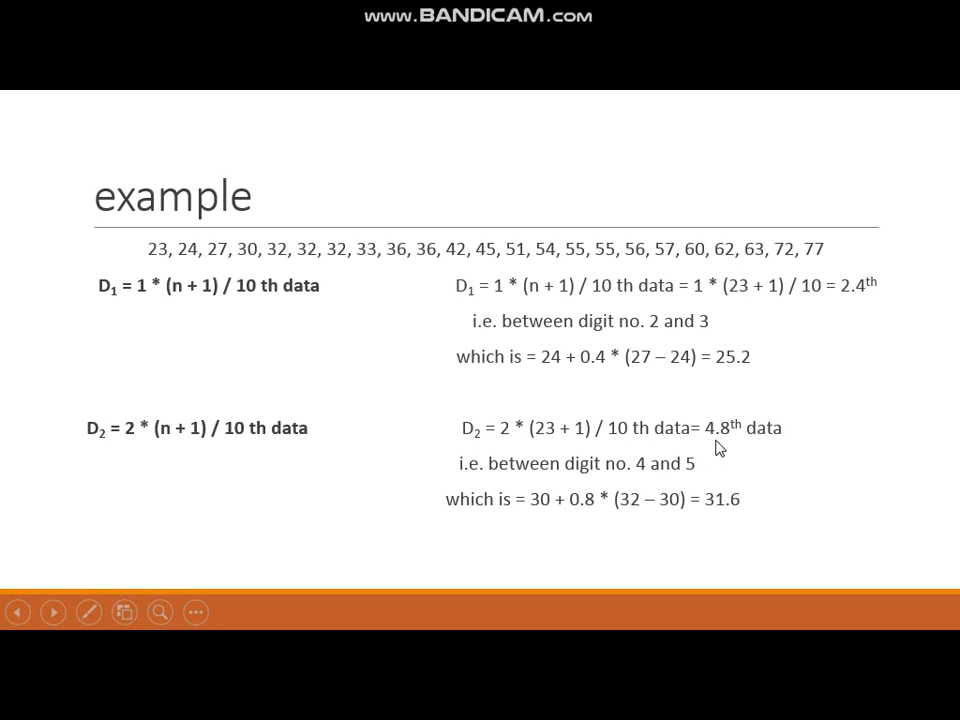 www.BANDICAM.com
example
23, 24, 27, 30, 32, 32, 32, 33, 36, 36, 42, 45, 51, 54, 55, 55, 56, 57, 60, 62, 63, 72, 77
D₁ = 1 * (n + 1) / 10 th data
D₁ = 1 * (n + 1) / 10 th data = 1 * (23 + 1) / 10 = 2.4th
i.e. between digit no. 2 and 3
which is = 24 + 0.4 * (27 – 24) = 25.2
D₂ = 2 * (n + 1) / 10 th data
D₂ = 2 * (23 + 1) / 10 th data= 4.8th data
i.e. between digit no. 4 and 5
which is = 30 + 0.8 * (32 – 30) = 31.6